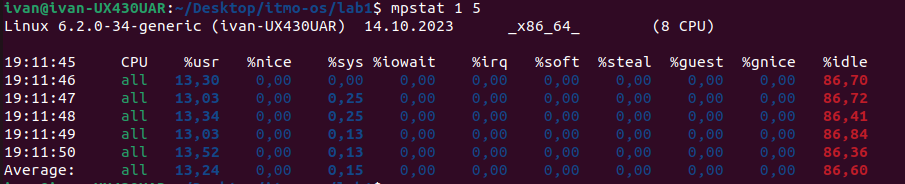 ivan@ivan-UX430UAR:~/Desktop/itmo-os/lab1$ mpstat 1 5
Linux 6.2.0-34-generic (ivan-UX430UAR) 14.10.2023 _x86_64_ (8 CPU)
19:11:45 CPU %usr %nice %sys %iowait %irq %soft %steal %guest %gnice %idle
19:11:46 all 13,30 0,00 0,00 0,00 0,00 0,00 0,00 0,00 0,00 86,70
19:11:47 all 13,03 0,00 0,25 0,00 0,00 0,00 0,00 0,00 0,00 86,72
19:11:48 all 13,34 0,00 0,25 0,00 0,00 0,00 0,00 0,00 0,00 86,41
19:11:49 all 13,03 0,00 0,13 0,00 0,00 0,00 0,00 0,00 0,00 86,84
19:11:50 all 13,52 0,00 0,13 0,00 0,00 0,00 0,00 0,00 0,00 86,36
Average: all 13,24 0,00 0,15 0,00 0,00 0,00 0,00 0,00 0,00 86,60